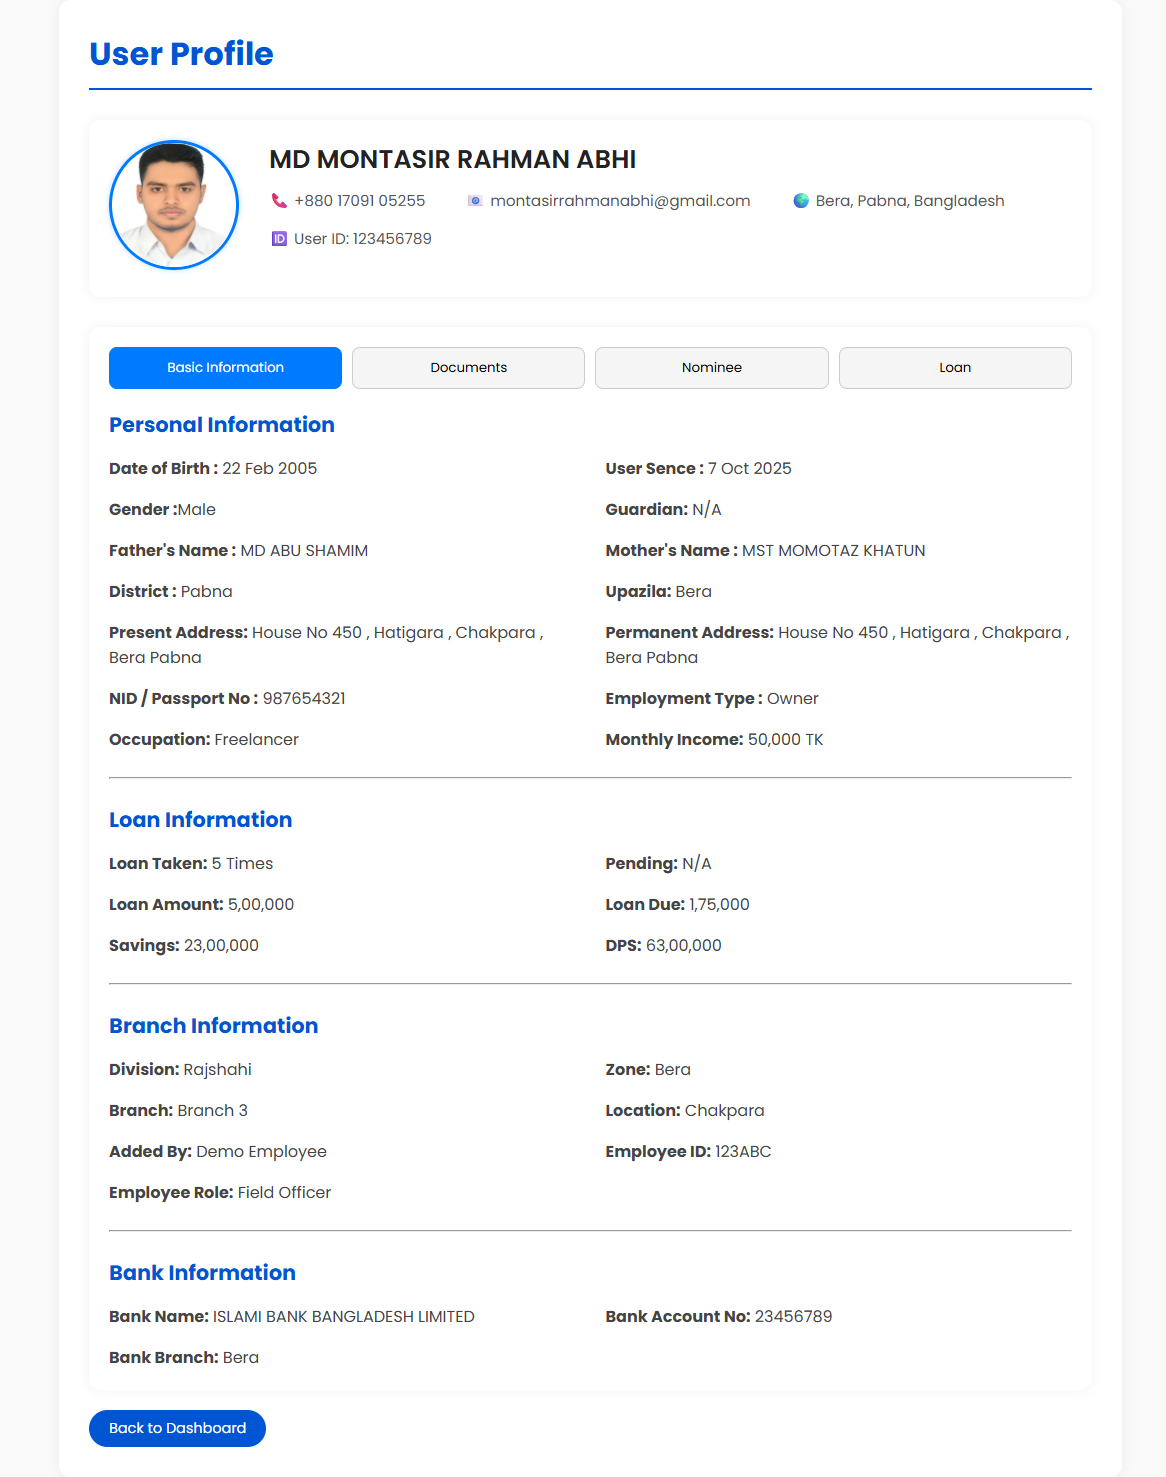 User Profile
MD MONTASIR RAHMAN ABHI
+880 17091 05255 montasirrahmanabhi@gmail.com Bera, Pabna, Bangladesh
ID User ID: 123456789
Basic Information Documents Nominee Loan
Personal Information
Date of Birth : 22 Feb 2005 User Sence : 7 Oct 2025
Gender :Male Guardian: N/A
Father's Name : MD ABU SHAMIM Mother's Name : MST MOMOTAZ KHATUN
District : Pabna Upazila: Bera
Present Address: House No 450 , Hatigara , Chakpara ,
Bera Pabna
Permanent Address: House No 450 , Hatigara , Chakpara ,
Bera Pabna
NID / Passport No : 987654321 Employment Type : Owner
Occupation: Freelancer Monthly Income: 50,000 TK
Loan Information
Loan Taken: 5 Times Pending: N/A
Loan Amount: 5,00,000 Loan Due: 1,75,000
Savings: 23,00,000 DPS: 63,00,000
Branch Information
Division: Rajshahi Zone: Bera
Branch: Branch 3 Location: Chakpara
Added By: Demo Employee Employee ID: 123ABC
Employee Role: Field Officer
Bank Information
Bank Name: ISLAMI BANK BANGLADESH LIMITED Bank Account No: 23456789
Bank Branch: Bera
Back to Dashboard